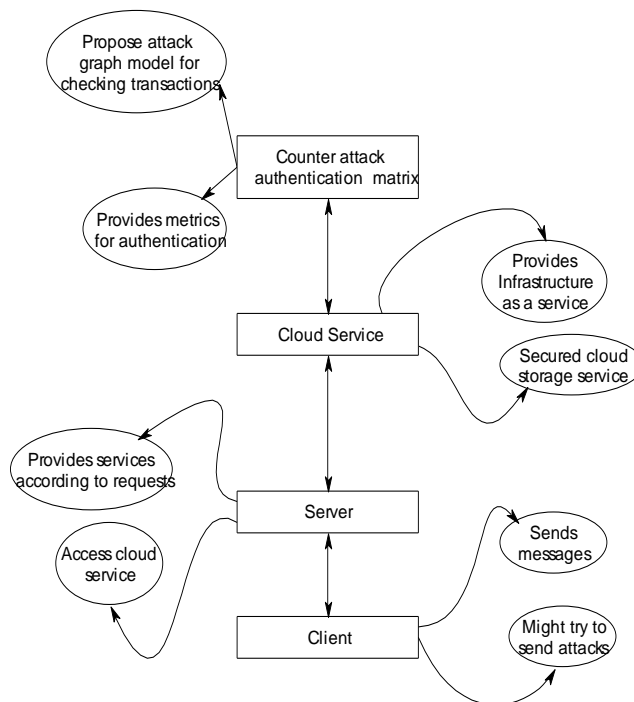 Propose attack
graph model for
checking transactions
Counter attack
authentication matrix
Provides metrics
for authentication
Provides
Infrastructure
as a service
Cloud Service
Secured cloud
storage service
Provides services
according to requests
Server
Sends
messages
Access cloud
service
Client
Might try to
send attacks